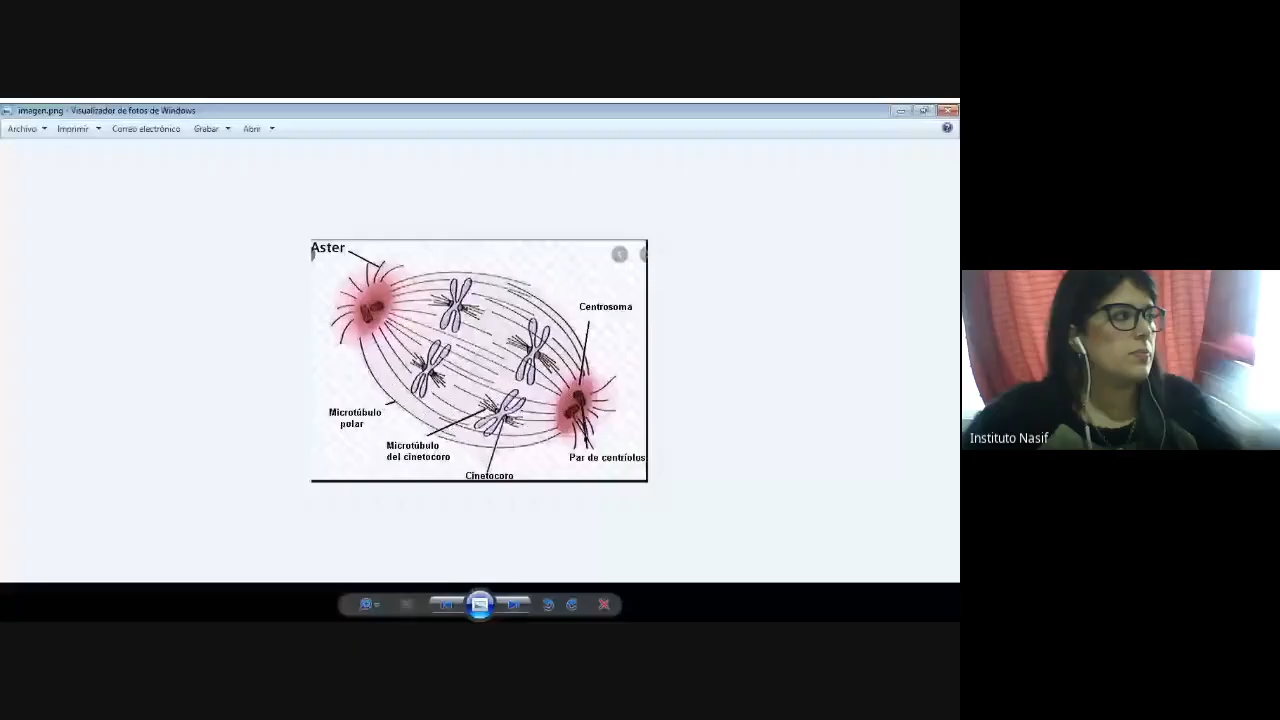 imagen.png - Visualizador de fotos de Windows
Archivo Imprimir Correo electrónico Grabar Abrir
Aster
Centrosoma
Microtúbulo
polar
Microtúbulo
del cinetocoro
Par de centríolos
Cinetocoro
Instituto Nasif